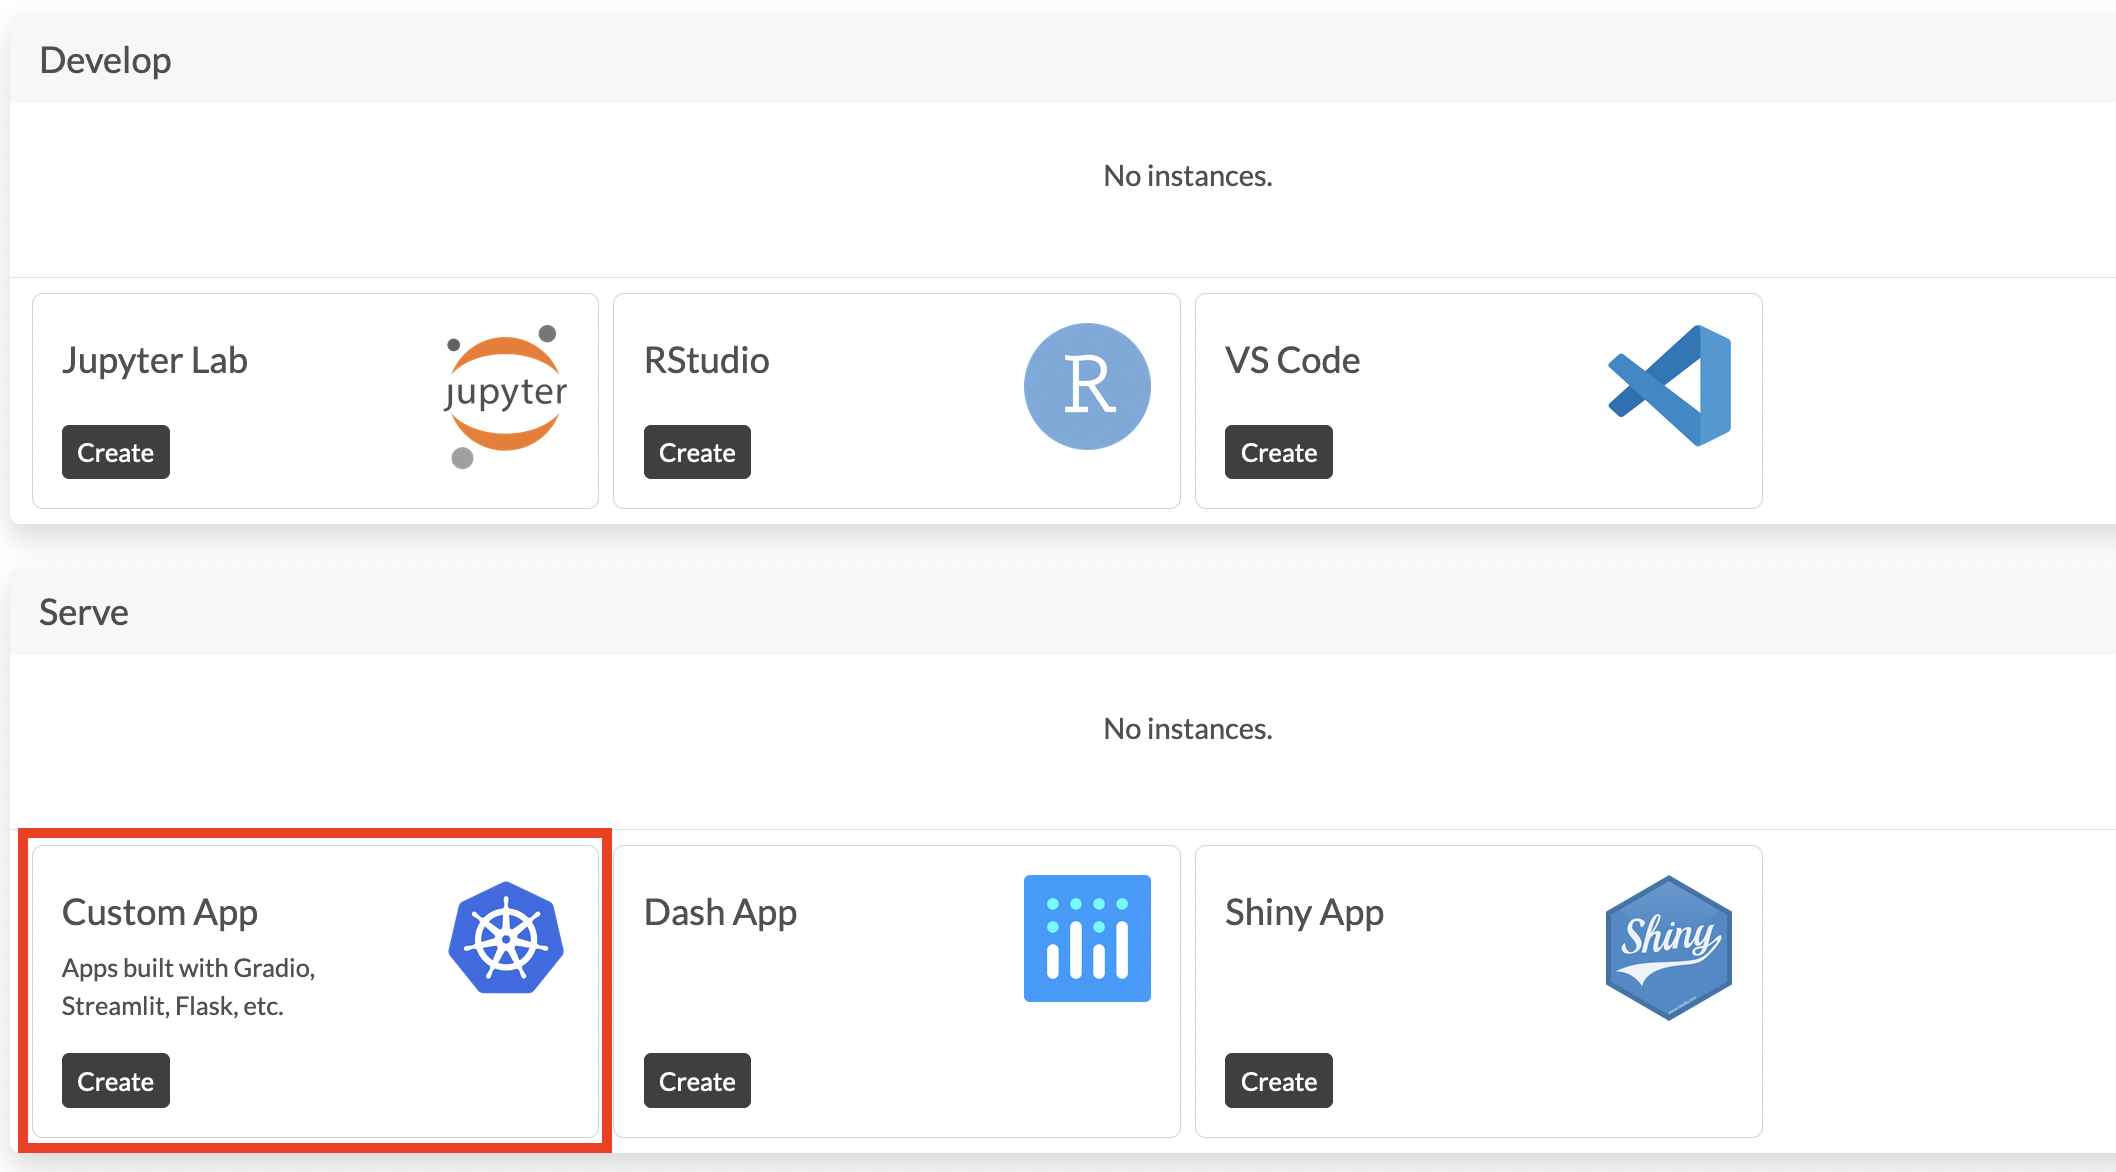 Develop
No instances.
Jupyter Lab
jupyter
Create
RStudio
R
Create
VS Code
Create
Serve
No instances.
Custom App
Apps built with Gradio,
Streamlit, Flask, etc.
Create
Dash App
Create
Shiny App
Shiny
Create